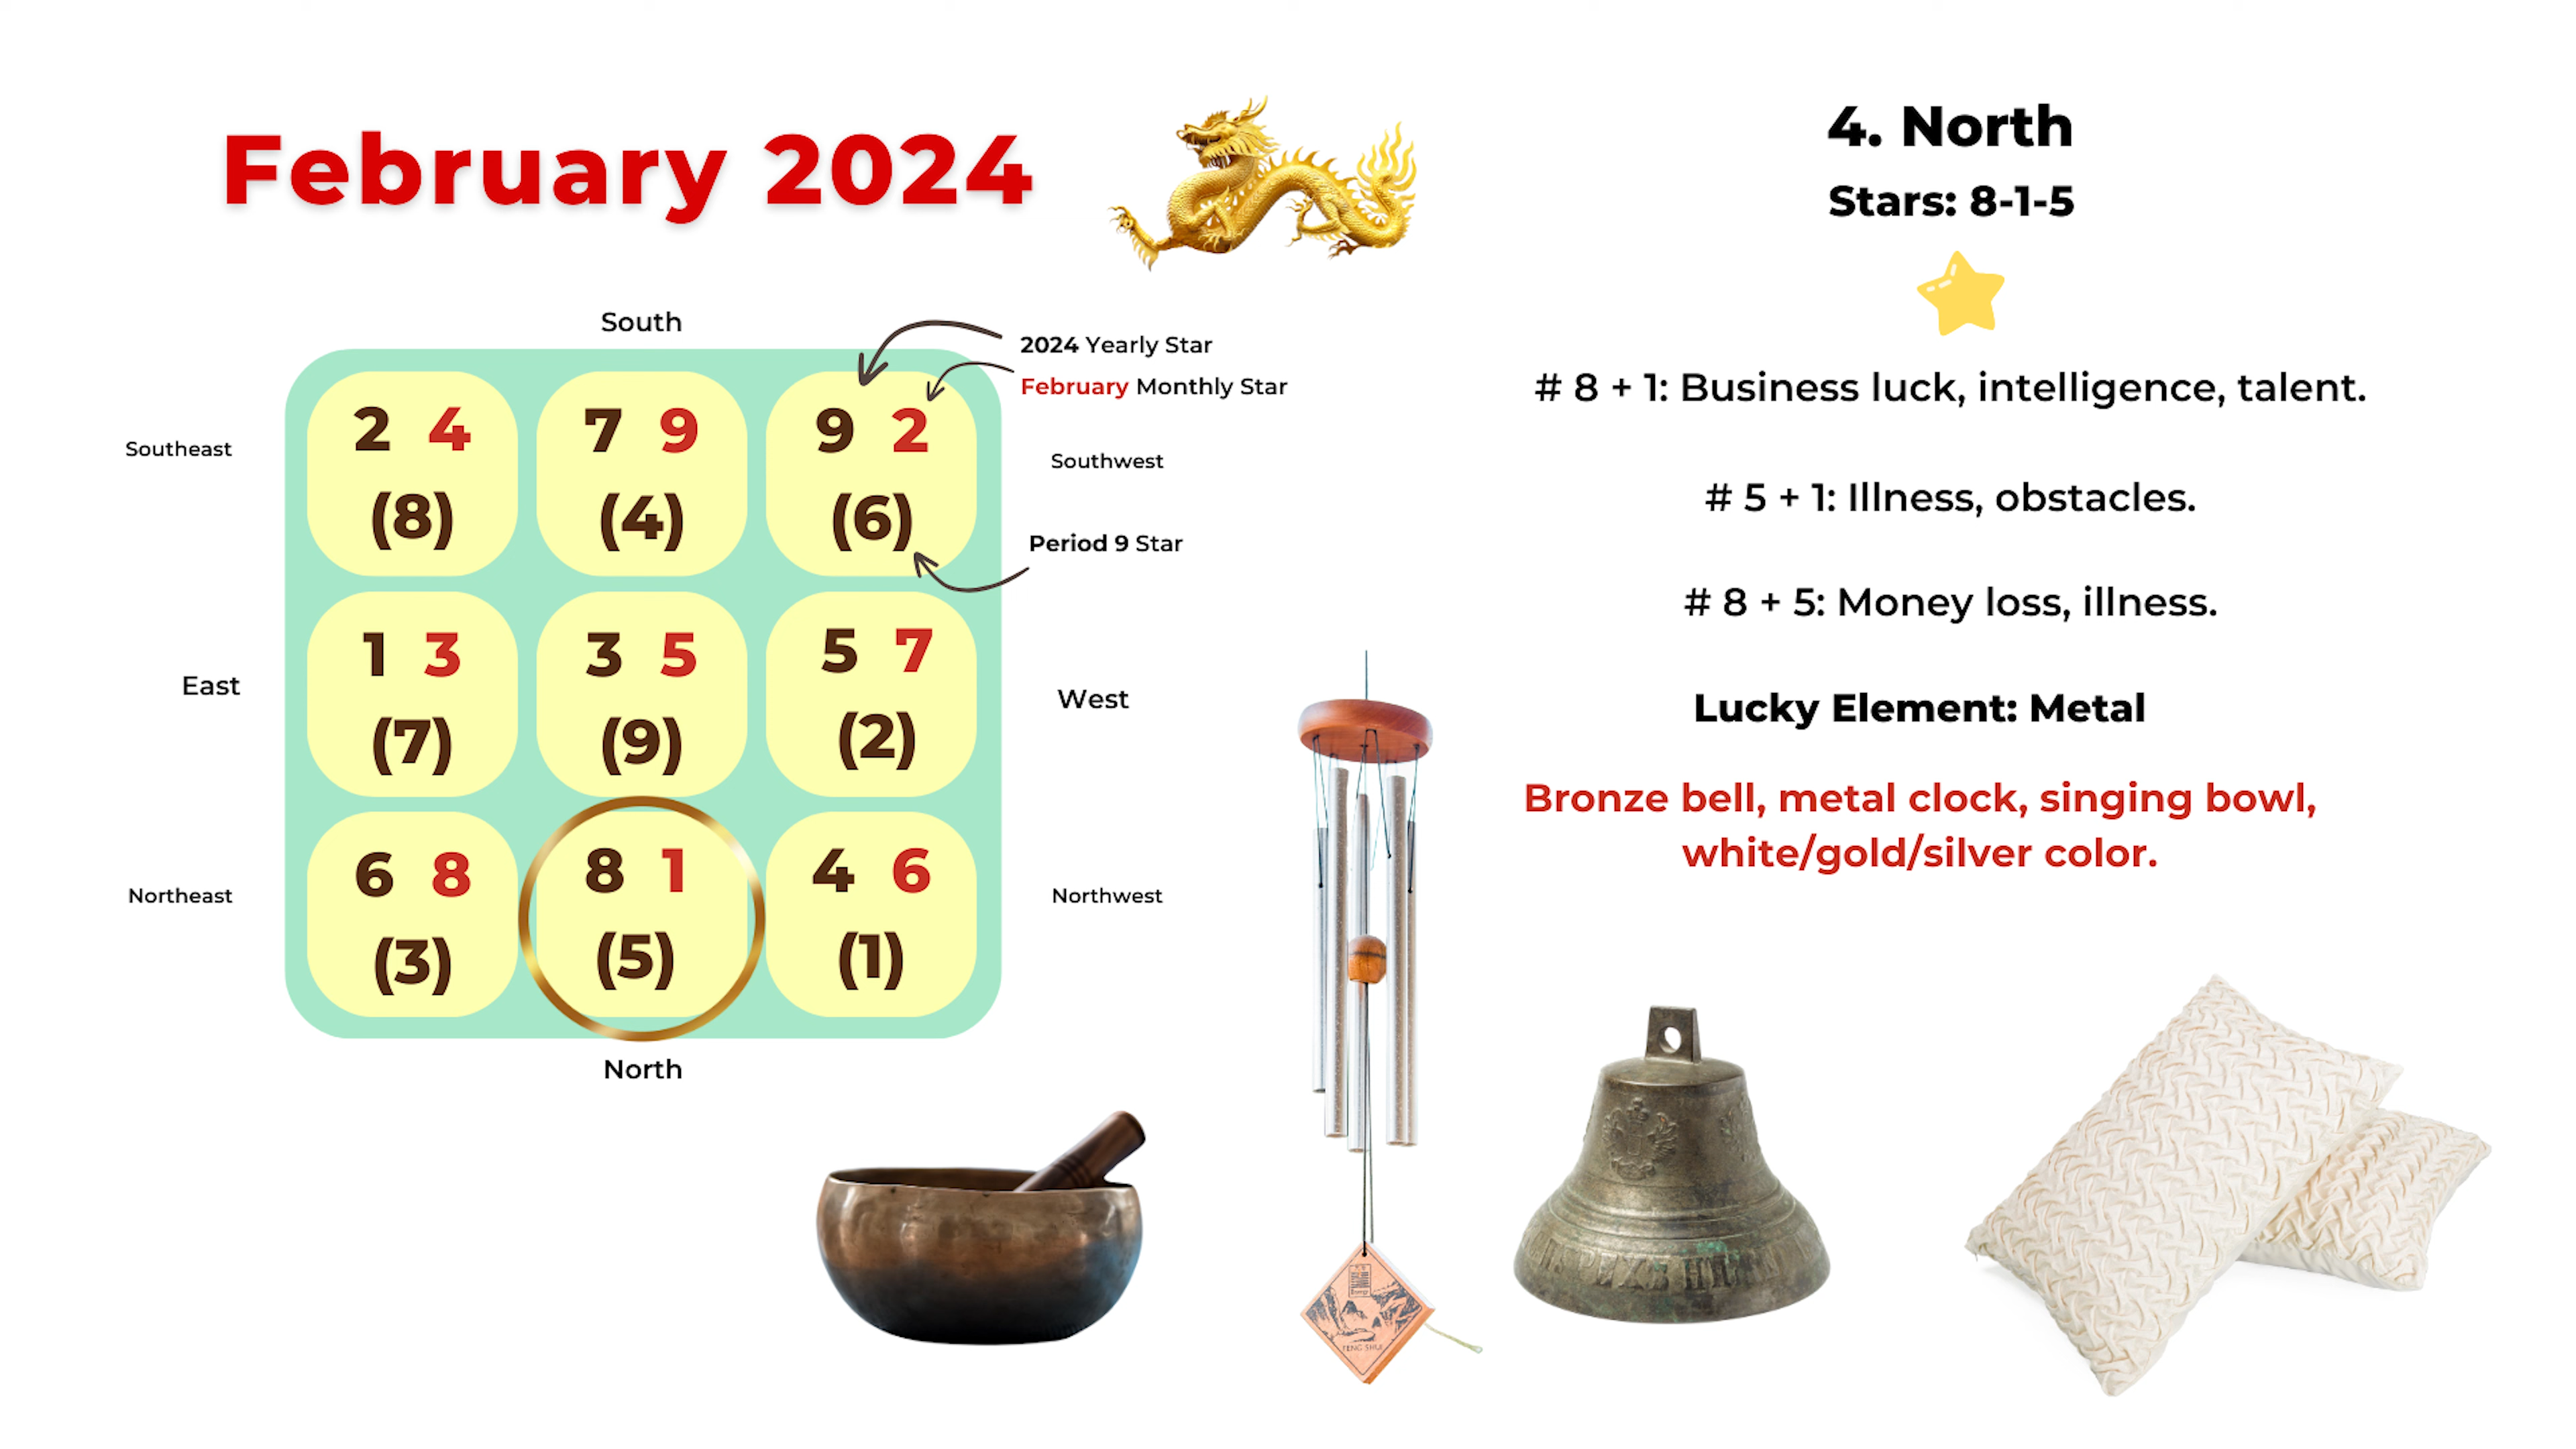 February 2024
4. North
Stars: 8-1-5
South
2024 Yearly Star
February Monthly Star
Southeast
Southwest
Period 9 Star
2 4
(8)
7 9
(4)
9 2
(6)
East
1 3
(7)
3 5
(9)
5 7
(2)
West
Northeast
6 8
(3)
8 1
(5)
4 6
(1)
Northwest
North
# 8 + 1: Business luck, intelligence, talent.
# 5 + 1: Illness, obstacles.
# 8 + 5: Money loss, illness.
Lucky Element: Metal
Bronze bell, metal clock, singing bowl,
white/gold/silver color.
FENG SHUI